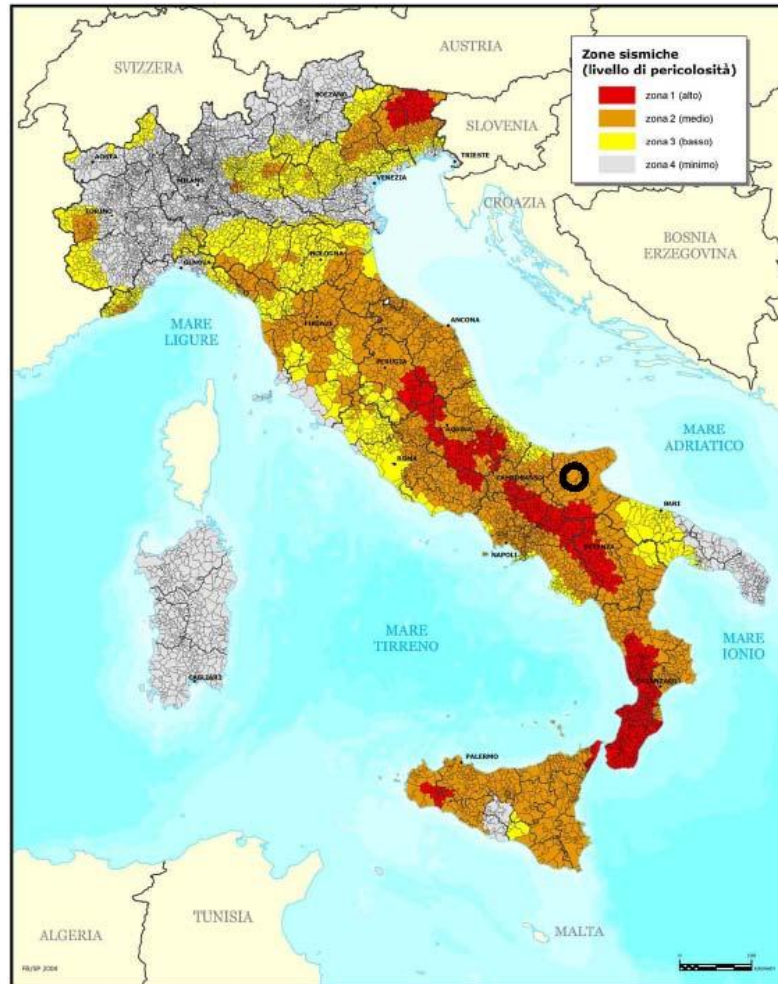 AUSTRIA
SVIZZERA
Zone sismiche
(livello di pericolosità)
zona 1 (alto)
zona 2 (medio)
zona 3 (basso)
zona 4 (minimo)
BOLZANO
SLOVENIA
AOSTA
TRIESTE
MILANO
VENEZIA
CROAZIA
TORINO
BOSNIA
ERZEGOVINA
BOLOGNA
GENOVA
MARE
LIGURE
FIRENZE
ANCONA
PERUGIA
MARE
ADRIATICO
ROMA
CAMPOBASSO
BARI
NAPOLI
POTENZA
MARE
TIRRENO
MARE
IONIO
CAGLIARI
CATANZARO
PALERMO
ALGERIA
TUNISIA
MALTA